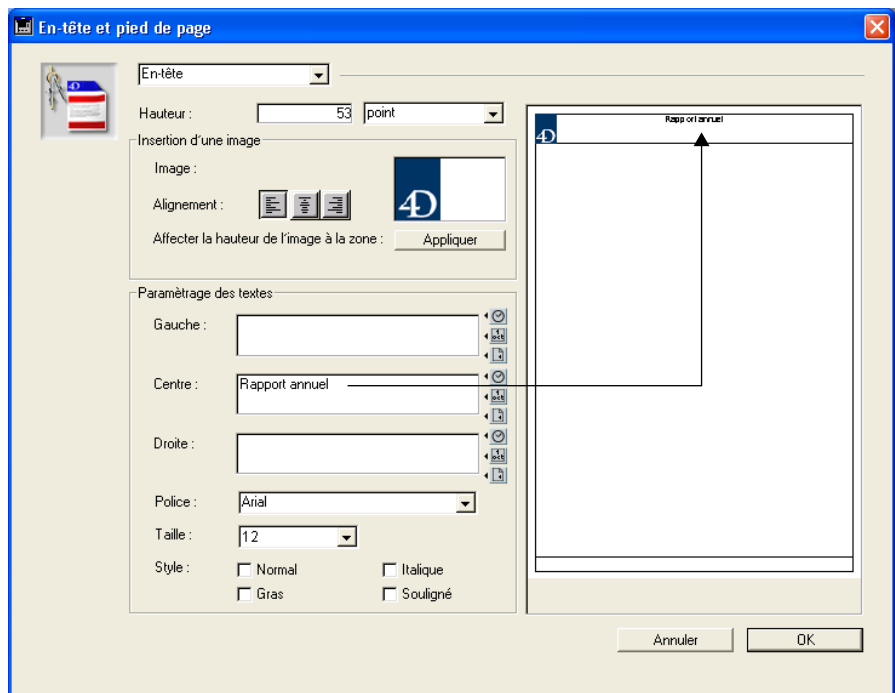 En-tête et pied de page
En-tête
Hauteur : 53 point
Insertion d'une image
Image :
4D
Alignement :
Affecter la hauteur de l'image à la zone : Appliquer
Paramètrage des textes
Gauche :
Centre : Rapport annuel
Droite :
Police : Arial
Taille : 12
Style : Normal Italique
Gras Souligné
Rapport annuel
4D
Annuler OK